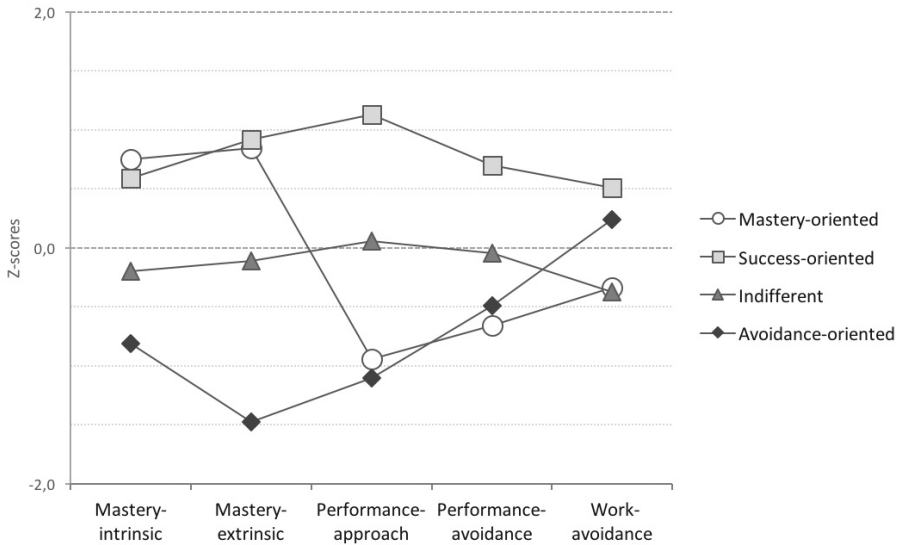 2,0
0,0
-2,0
Z-scores
Mastery-
intrinsic
Mastery-
extrinsic
Performance-
approach
Performance-
avoidance
Work-
avoidance
Mastery-oriented
Success-oriented
Indifferent
Avoidance-oriented